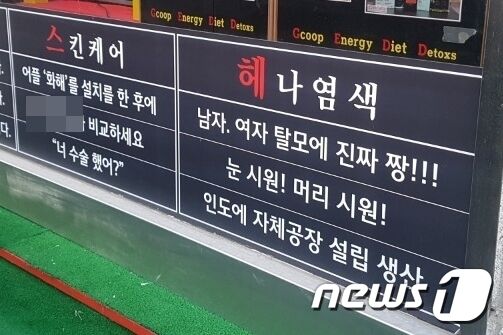 Gcoop Energy Diet Detoxs
Gcoop Energy Diet Detoxs
스킨케어
어플 ‘화해’를 설치를 한 후에
비교하세요
“너 수술 했어?”
헤나염색
남자. 여자 탈모에 진짜 짱!!!
눈 시원! 머리 시원!
인도에 자체공장 설립 생산
다.
news1